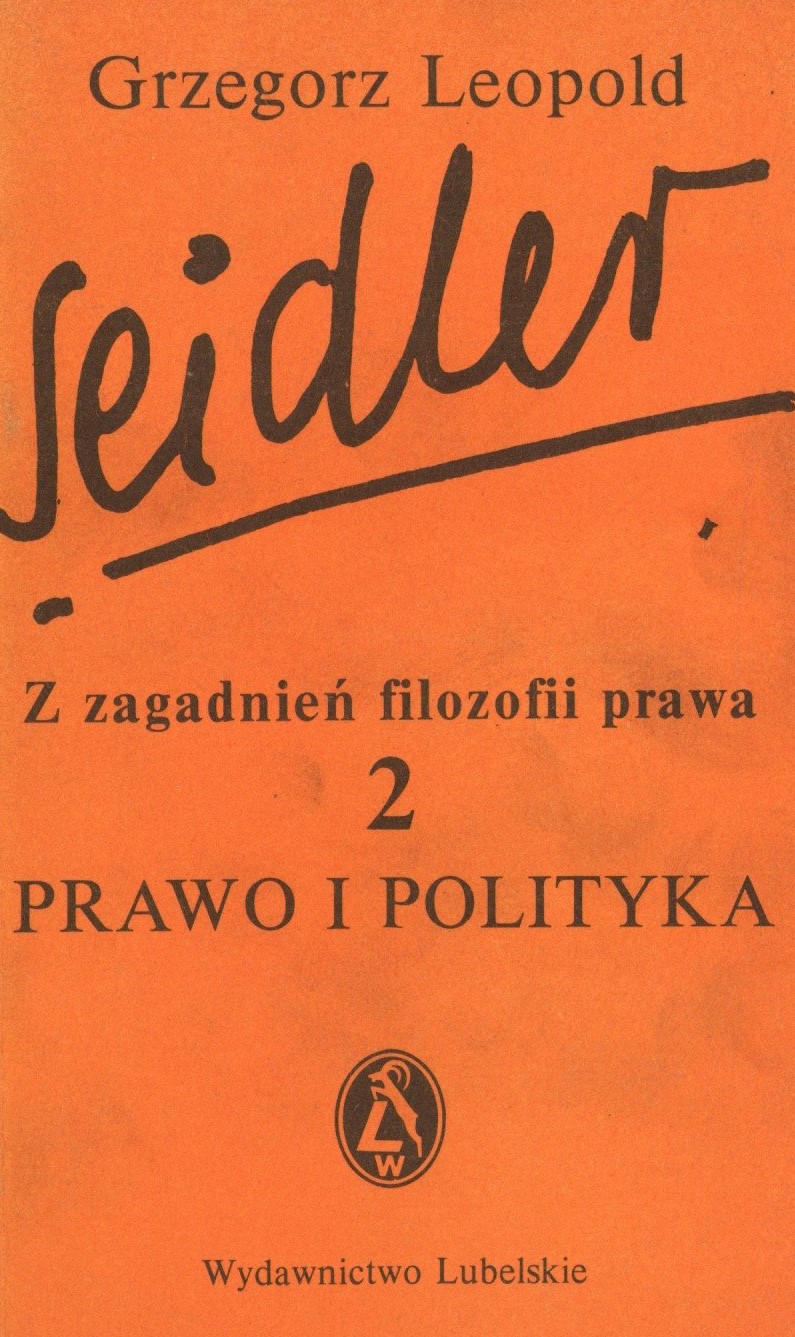 Grzegorz Leopold
Seidler
Z zagadnień filozofii prawa
2
PRAWO I POLITYKA
LW
Wydawnictwo Lubelskie